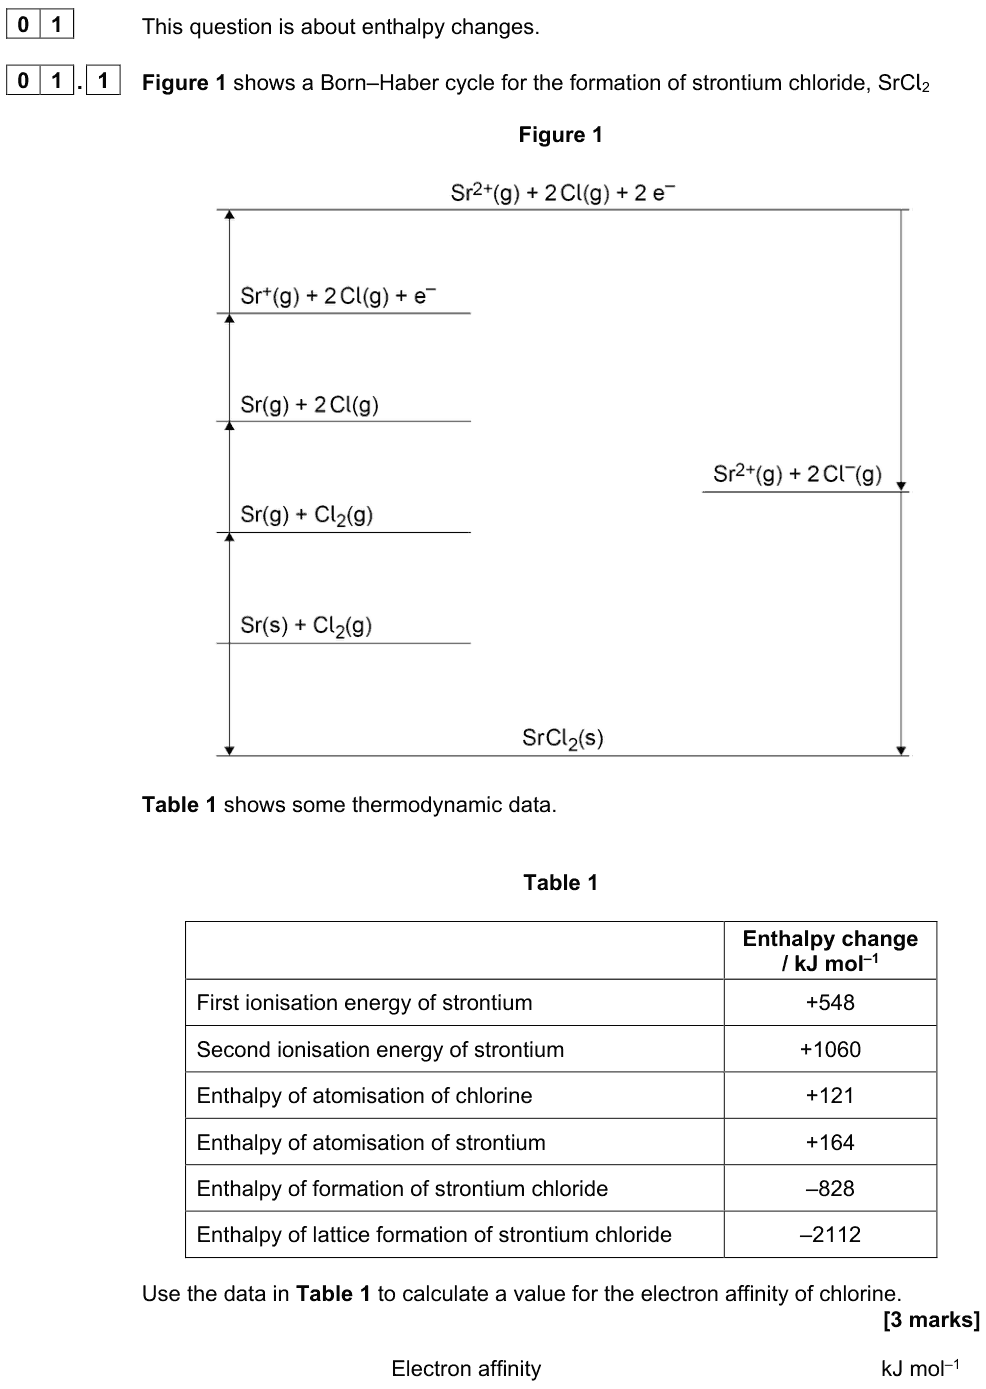 0 1 This question is about enthalpy changes.
0 1 . 1 Figure 1 shows a Born–Haber cycle for the formation of strontium chloride, SrCl₂
Figure 1
Sr²⁺(g) + 2 Cl(g) + 2 e⁻
Sr⁺(g) + 2 Cl(g) + e⁻
Sr(g) + 2 Cl(g)
Sr²⁺(g) + 2 Cl⁻(g)
Sr(g) + Cl₂(g)
Sr(s) + Cl₂(g)
SrCl₂(s)
Table 1 shows some thermodynamic data.
Table 1
Enthalpy change
/ kJ mol⁻¹
First ionisation energy of strontium +548
Second ionisation energy of strontium +1060
Enthalpy of atomisation of chlorine +121
Enthalpy of atomisation of strontium +164
Enthalpy of formation of strontium chloride –828
Enthalpy of lattice formation of strontium chloride –2112
Use the data in Table 1 to calculate a value for the electron affinity of chlorine.
[3 marks]
Electron affinity kJ mol⁻¹